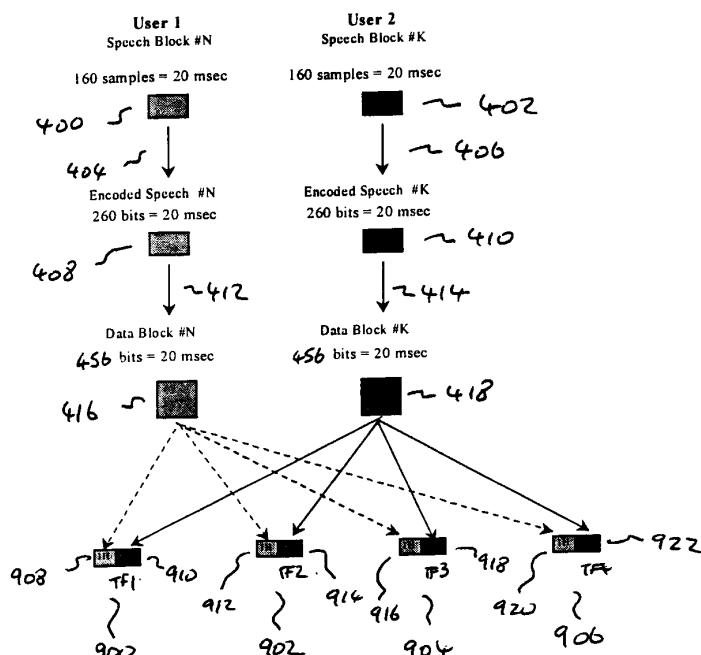 User 1 User 2
Speech Block #N Speech Block #K
160 samples = 20 msec 160 samples = 20 msec
400 402
404 406
Encoded Speech #N Encoded Speech #K
260 bits = 20 msec 260 bits = 20 msec
408 410
412 414
Data Block #N Data Block #K
456 bits = 20 msec 456 bits = 20 msec
416 418
908 910 912 914 916 918 920 922
TF1 TF2 TF3 TF4
902 902 904 906